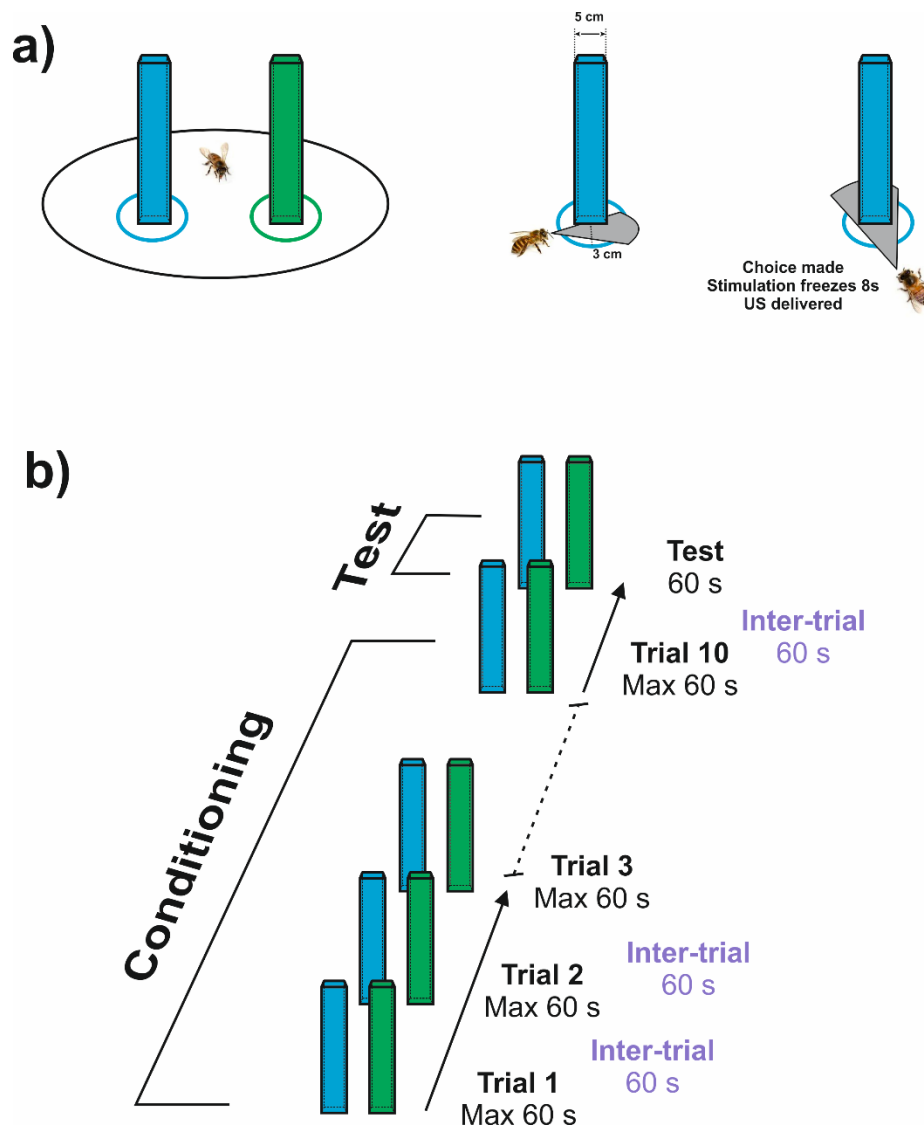 a)
5 cm
3 cm
Choice made
Stimulation freezes 8s
US delivered
b)
Test
Conditioning
Test
60 s
Inter-trial
60 s
Trial 10
Max 60 s
Trial 3
Max 60 s
Inter-trial
60 s
Trial 2
Max 60 s
Inter-trial
60 s
Trial 1
Max 60 s